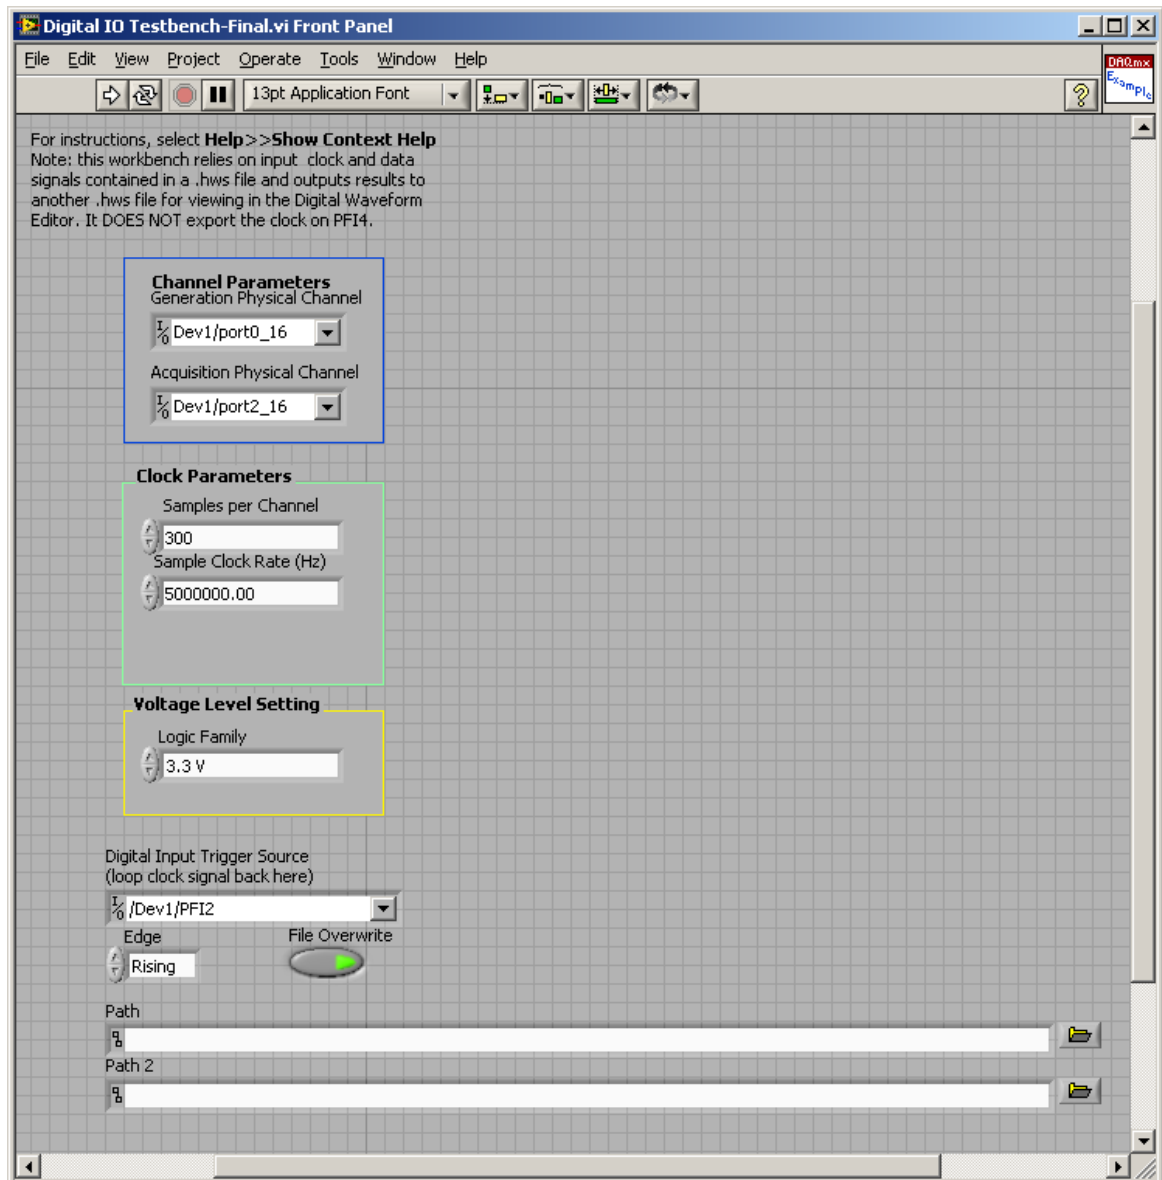 Digital IO Testbench-Final.vi Front Panel
File Edit View Project Operate Tools Window Help
DAQmx
Example
13pt Application Font
?
For instructions, select Help>>Show Context Help
Note: this workbench relies on input clock and data
signals contained in a .hws file and outputs results to
another .hws file for viewing in the Digital Waveform
Editor. It DOES NOT export the clock on PFI4.
Channel Parameters
Generation Physical Channel
I/O Dev1/port0_16
Acquisition Physical Channel
I/O Dev1/port2_16
Clock Parameters
Samples per Channel
300
Sample Clock Rate (Hz)
5000000.00
Voltage Level Setting
Logic Family
3.3 V
Digital Input Trigger Source
(loop clock signal back here)
I/O /Dev1/PFI2
Edge File Overwrite
Rising
Path
Path 2